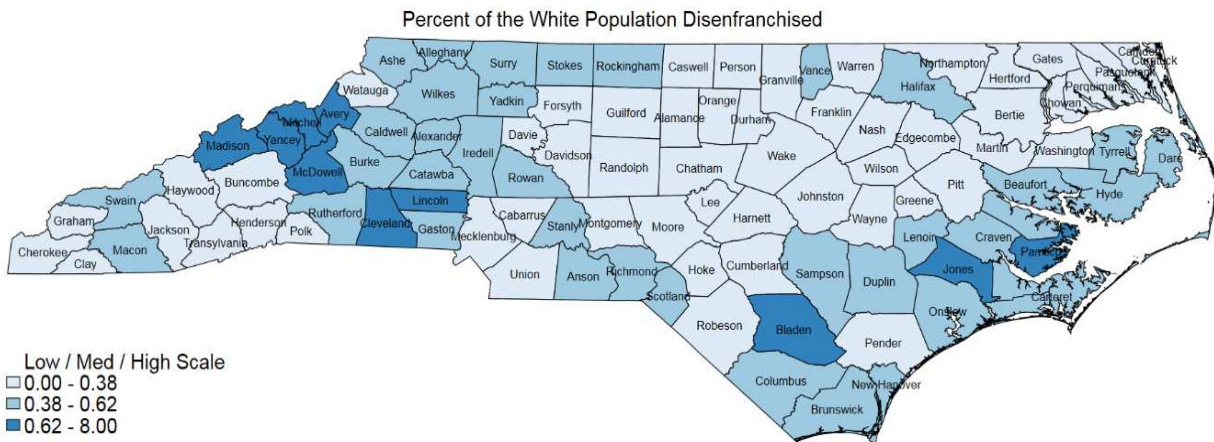 Percent of the White Population Disenfranchised
Ashe
Alleghany
Surry
Stokes
Rockingham
Caswell
Person
Granville
Vance
Warren
Northampton
Gates
Hertford
Halifax
Watauga
Wilkes
Yadkin
Forsyth
Guilford
Orange
Alamance
Durham
Franklin
Nash
Edgecombe
Bertie
Chowan
Avery
Yancey
Madison
McDowell
Caldwell
Alexander
Iredell
Davie
Davidson
Randolph
Chatham
Wake
Wilson
Martin
Washington
Tyrrell
Dare
Burke
Catawba
Rowan
Buncombe
Haywood
Swain
Graham
Cherokee
Clay
Macon
Jackson
Transylvania
Henderson
Polk
Rutherford
Cleveland
Lincoln
Gaston
Mecklenburg
Cabarrus
Stanly
Montgomery
Moore
Lee
Harnett
Johnston
Wayne
Greene
Pitt
Beaufort
Hyde
Lenoir
Craven
Jones
Union
Anson
Richmond
Scotland
Hoke
Cumberland
Sampson
Duplin
Onslow
Carteret
Robeson
Bladen
Pender
Columbus
New Hanover
Brunswick
Low / Med / High Scale
0.00 - 0.38
0.38 - 0.62
0.62 - 8.00